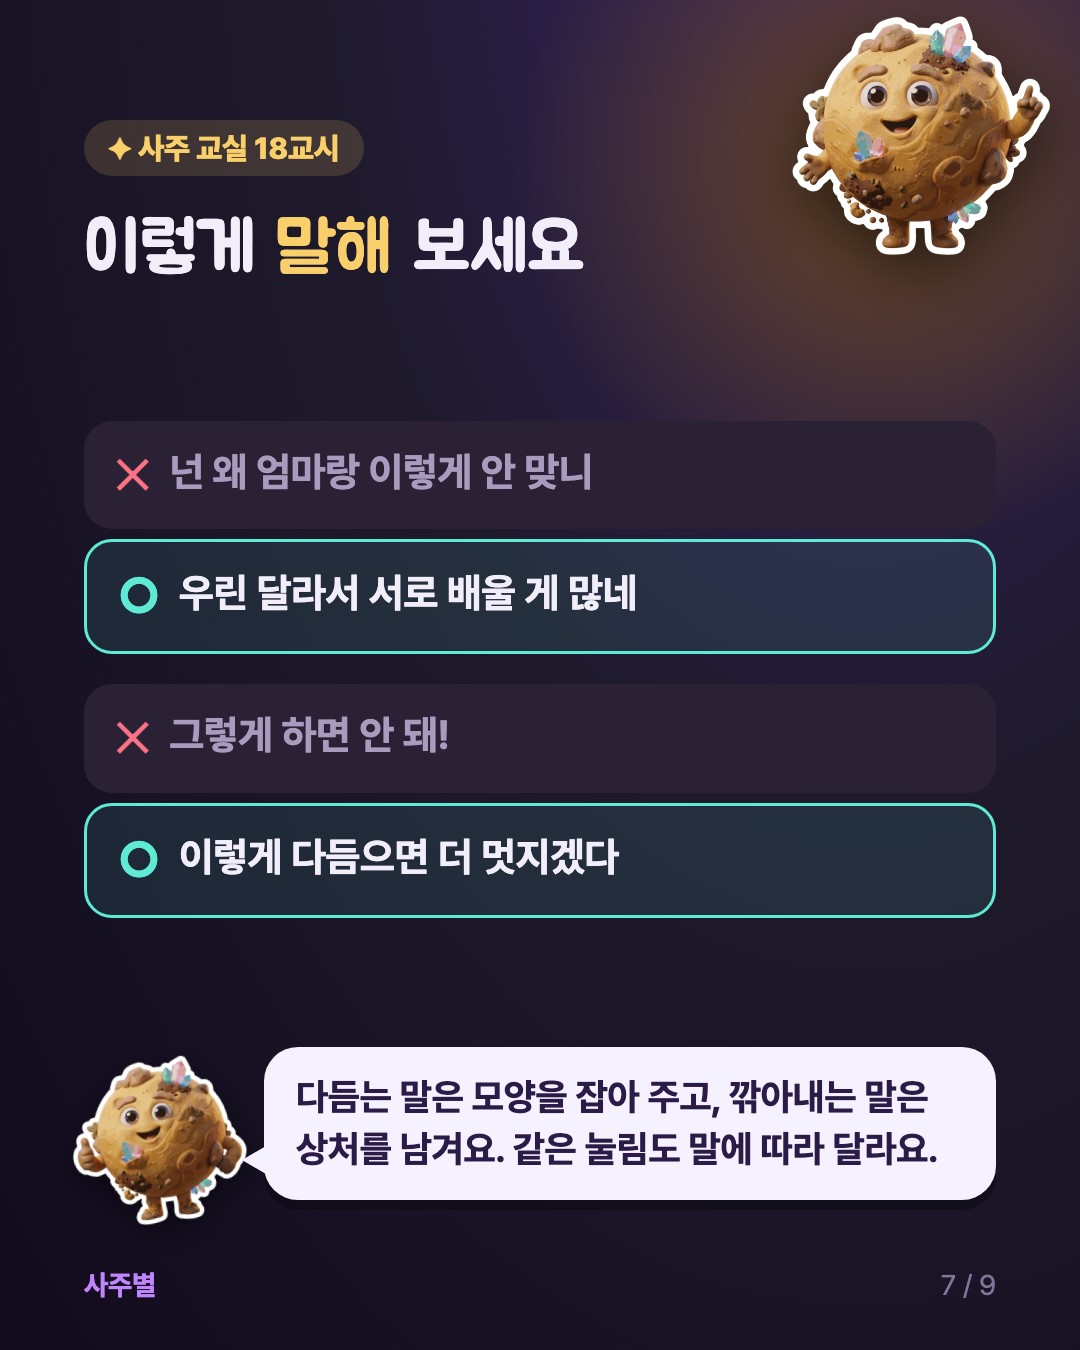 ✦ 사주 교실 18교시
이렇게 말해 보세요
넌 왜 엄마랑 이렇게 안 맞니
우린 달라서 서로 배울 게 많네
그렇게 하면 안 돼!
이렇게 다듬으면 더 멋지겠다
다듬는 말은 모양을 잡아 주고, 깎아내는 말은
상처를 남겨요. 같은 눌림도 말에 따라 달라요.
사주별
7 / 9